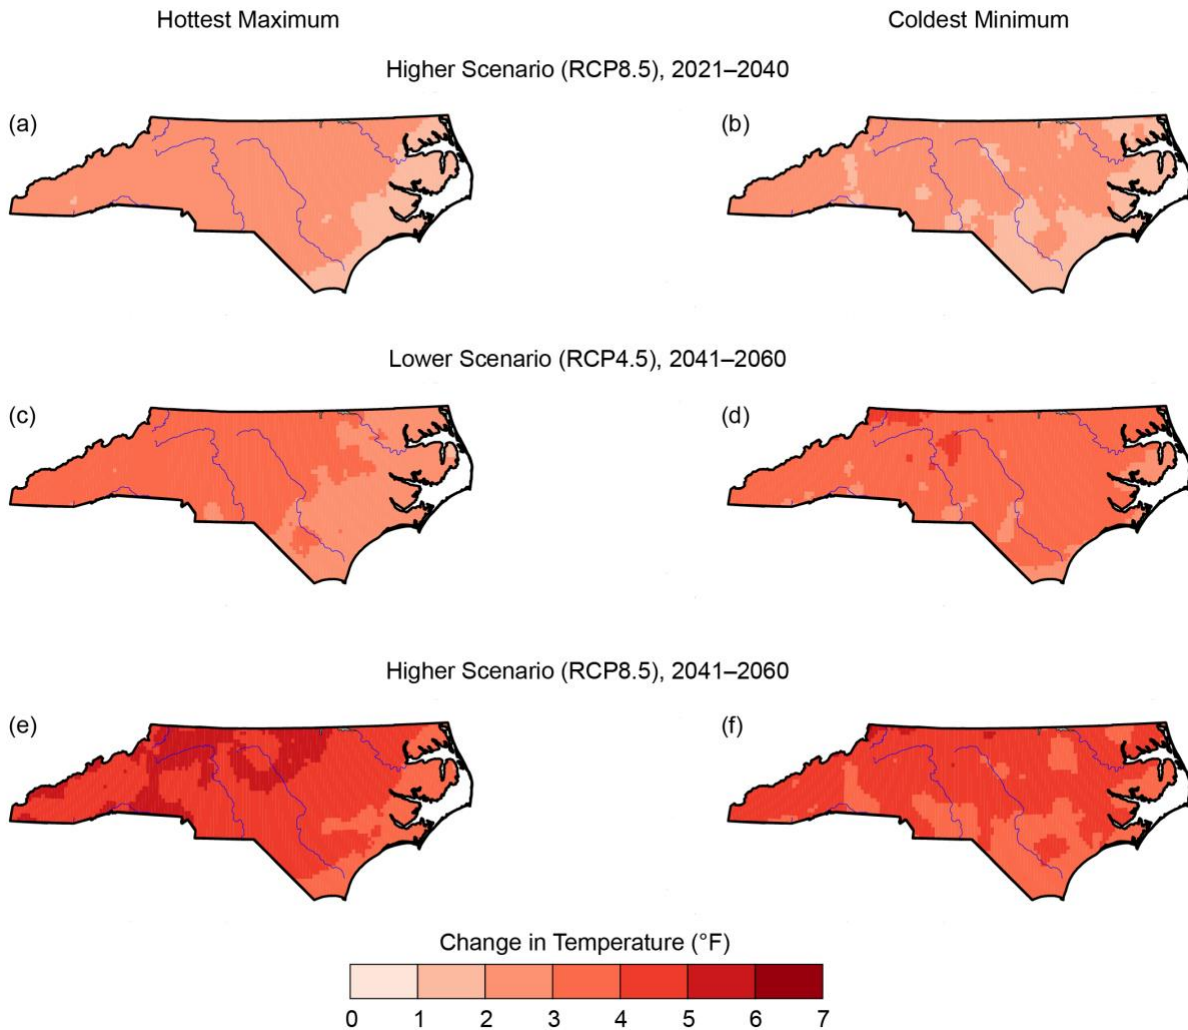 Hottest Maximum
Coldest Minimum
Higher Scenario (RCP8.5), 2021–2040
(a)
(b)
Lower Scenario (RCP4.5), 2041–2060
(c)
(d)
Higher Scenario (RCP8.5), 2041–2060
(e)
(f)
Change in Temperature (°F)
0 1 2 3 4 5 6 7